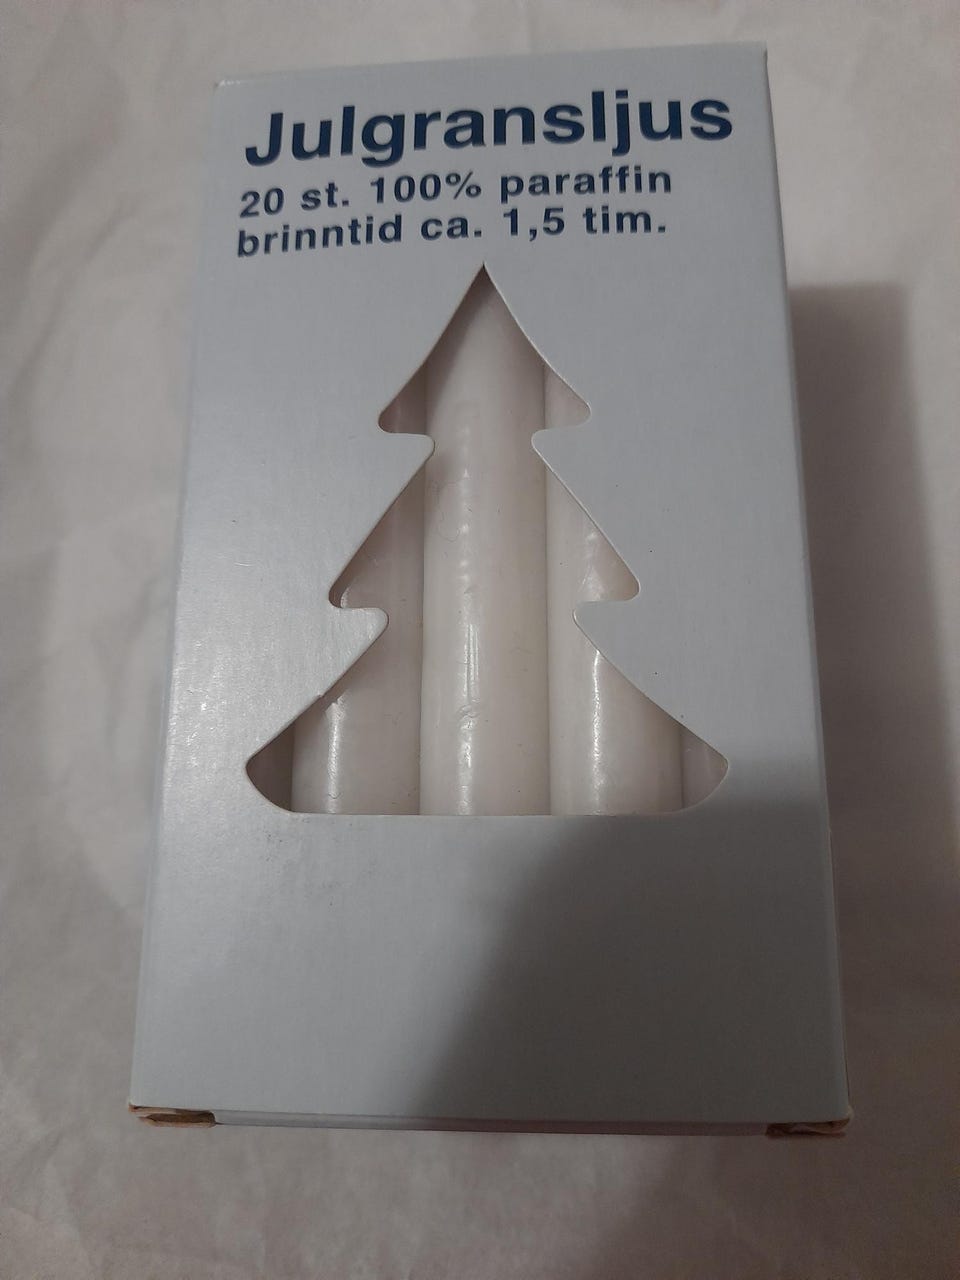 Julgransljus
20 st. 100% paraffin
brinntid ca. 1,5 tim.